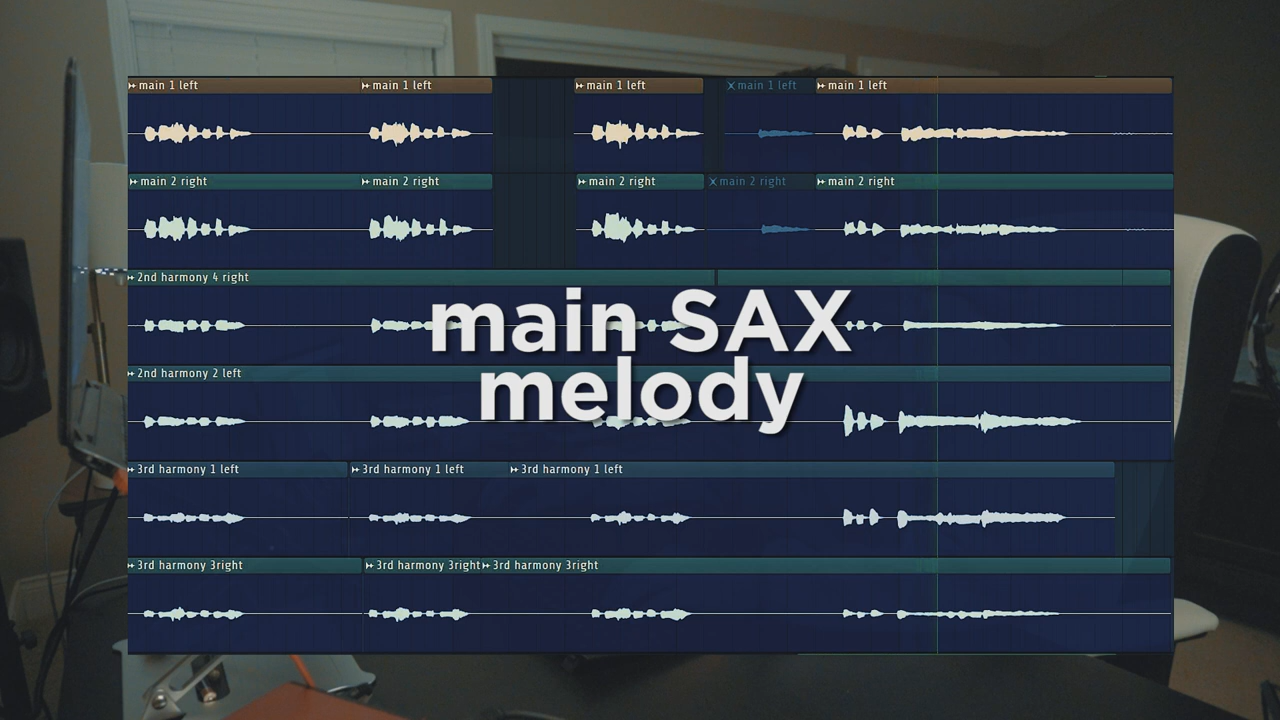 main 1 left main 1 left main 1 left main 1 left main 1 left
main 2 right main 2 right main 2 right main 2 right main 2 right
2nd harmony 4 right
main SAX
melody
2nd harmony 2 left
3rd harmony 1 left 3rd harmony 1 left 3rd harmony 1 left
3rd harmony 3right 3rd harmony 3right 3rd harmony 3right